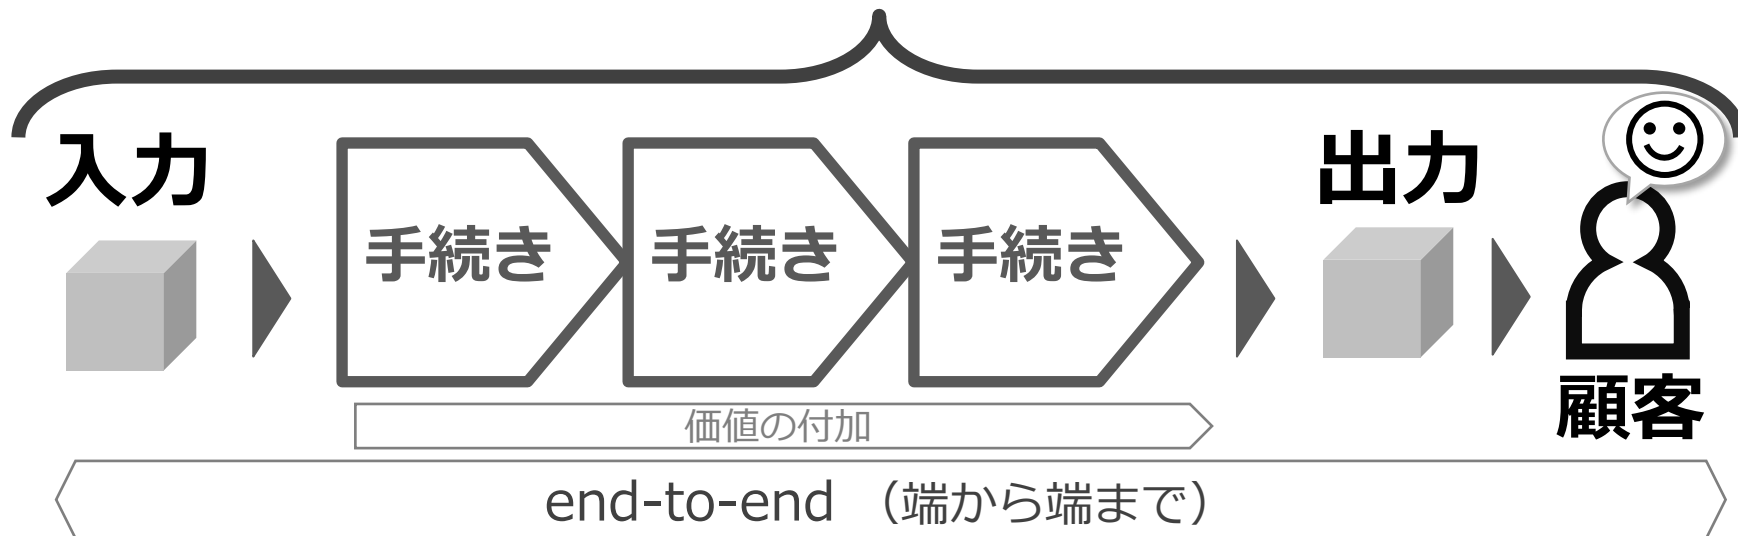 入力
手続き
手続き
手続き
出力
顧客
価値の付加
end-to-end （端から端まで）